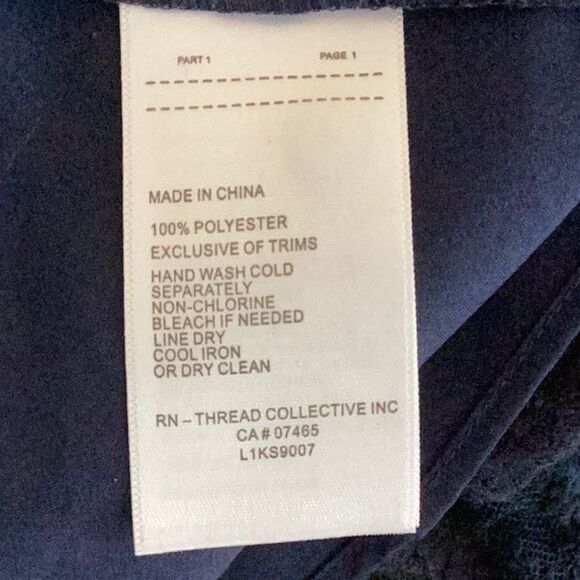 PART 1 PAGE 1
MADE IN CHINA
100% POLYESTER
EXCLUSIVE OF TRIMS
HAND WASH COLD
SEPARATELY
NON-CHLORINE
BLEACH IF NEEDED
LINE DRY
COOL IRON
OR DRY CLEAN
RN – THREAD COLLECTIVE INC
CA# 07465
L1KS9007